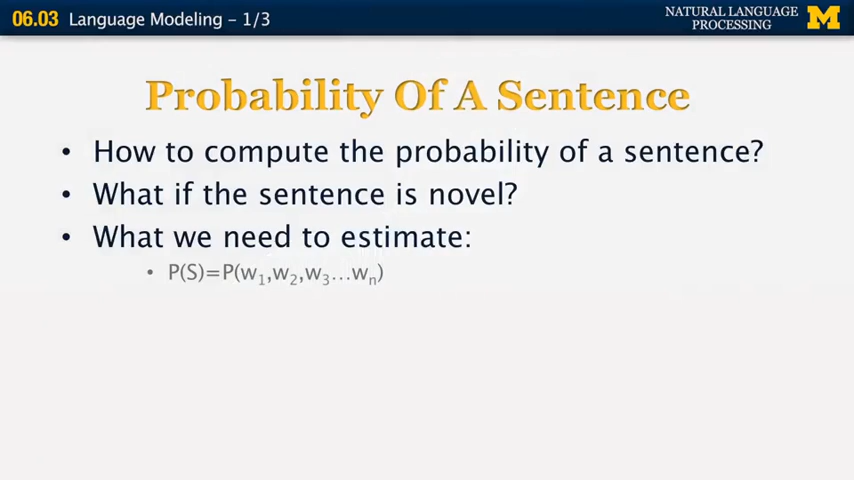 06.03 Language Modeling – 1/3
NATURAL LANGUAGE
PROCESSING
M
Probability Of A Sentence
• How to compute the probability of a sentence?
• What if the sentence is novel?
• What we need to estimate:
• P(S)=P(w₁,w₂,w₃…wₙ)